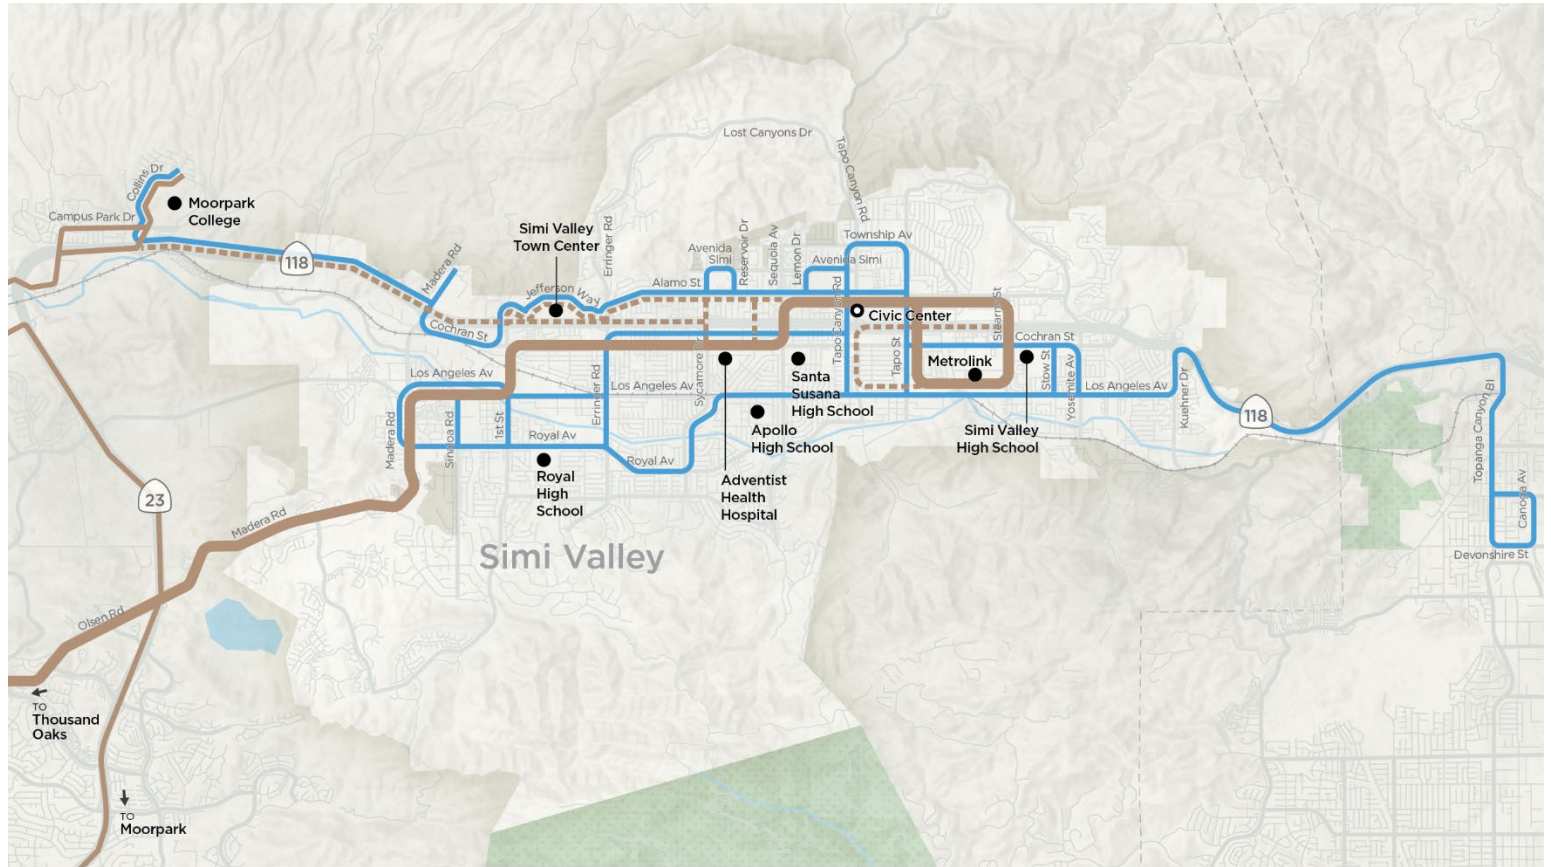 Lost Canyons Dr
Tapo Canyon Rd
Collins Dr
Campus Park Dr
Moorpark
College
118
Madera Rd
Simi Valley
Town Center
Erringer Rd
Avenida
Simi
Reservoir Dr
Sequoia Av
Lemon Dr
Township Av
Avenida Simi
Alamo St
Jefferson Way
Cochran St
Tapo Canyon Rd
Civic Center
Stearns St
Cochran St
Los Angeles Av
Erringer Rd
Los Angeles Av
Sycamore Dr
Santa
Susana
High School
Tapo St
Metrolink
Stow St
Yosemite Av
Los Angeles Av
Kuehner Dr
118
Topanga Canyon Bl
Canoga Av
Devonshire St
Madera Rd
Sinaloa Rd
1st St
Royal Av
Royal Av
Apollo
High School
Simi Valley
High School
Royal
High
School
Adventist
Health
Hospital
23
Madera Rd
Simi Valley
Olsen Rd
TO
Thousand
Oaks
TO
Moorpark